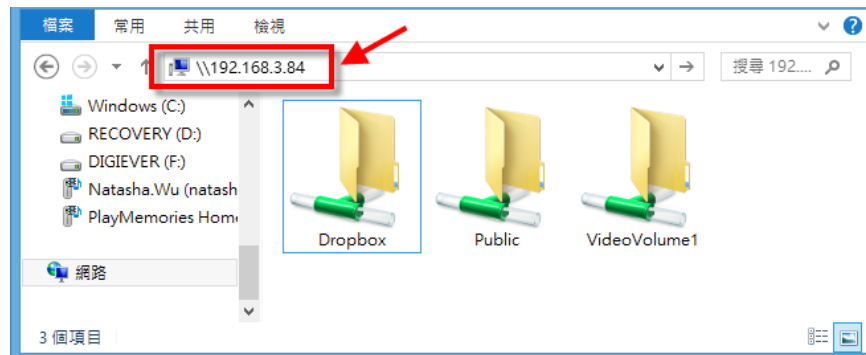 檔案 常用 共用 檢視
\\192.168.3.84 搜尋 192....
Windows (C:)
RECOVERY (D:)
DIGIEVER (F:)
Natasha.Wu (natash
PlayMemories Home
網路
Dropbox Public VideoVolume1
3 個項目